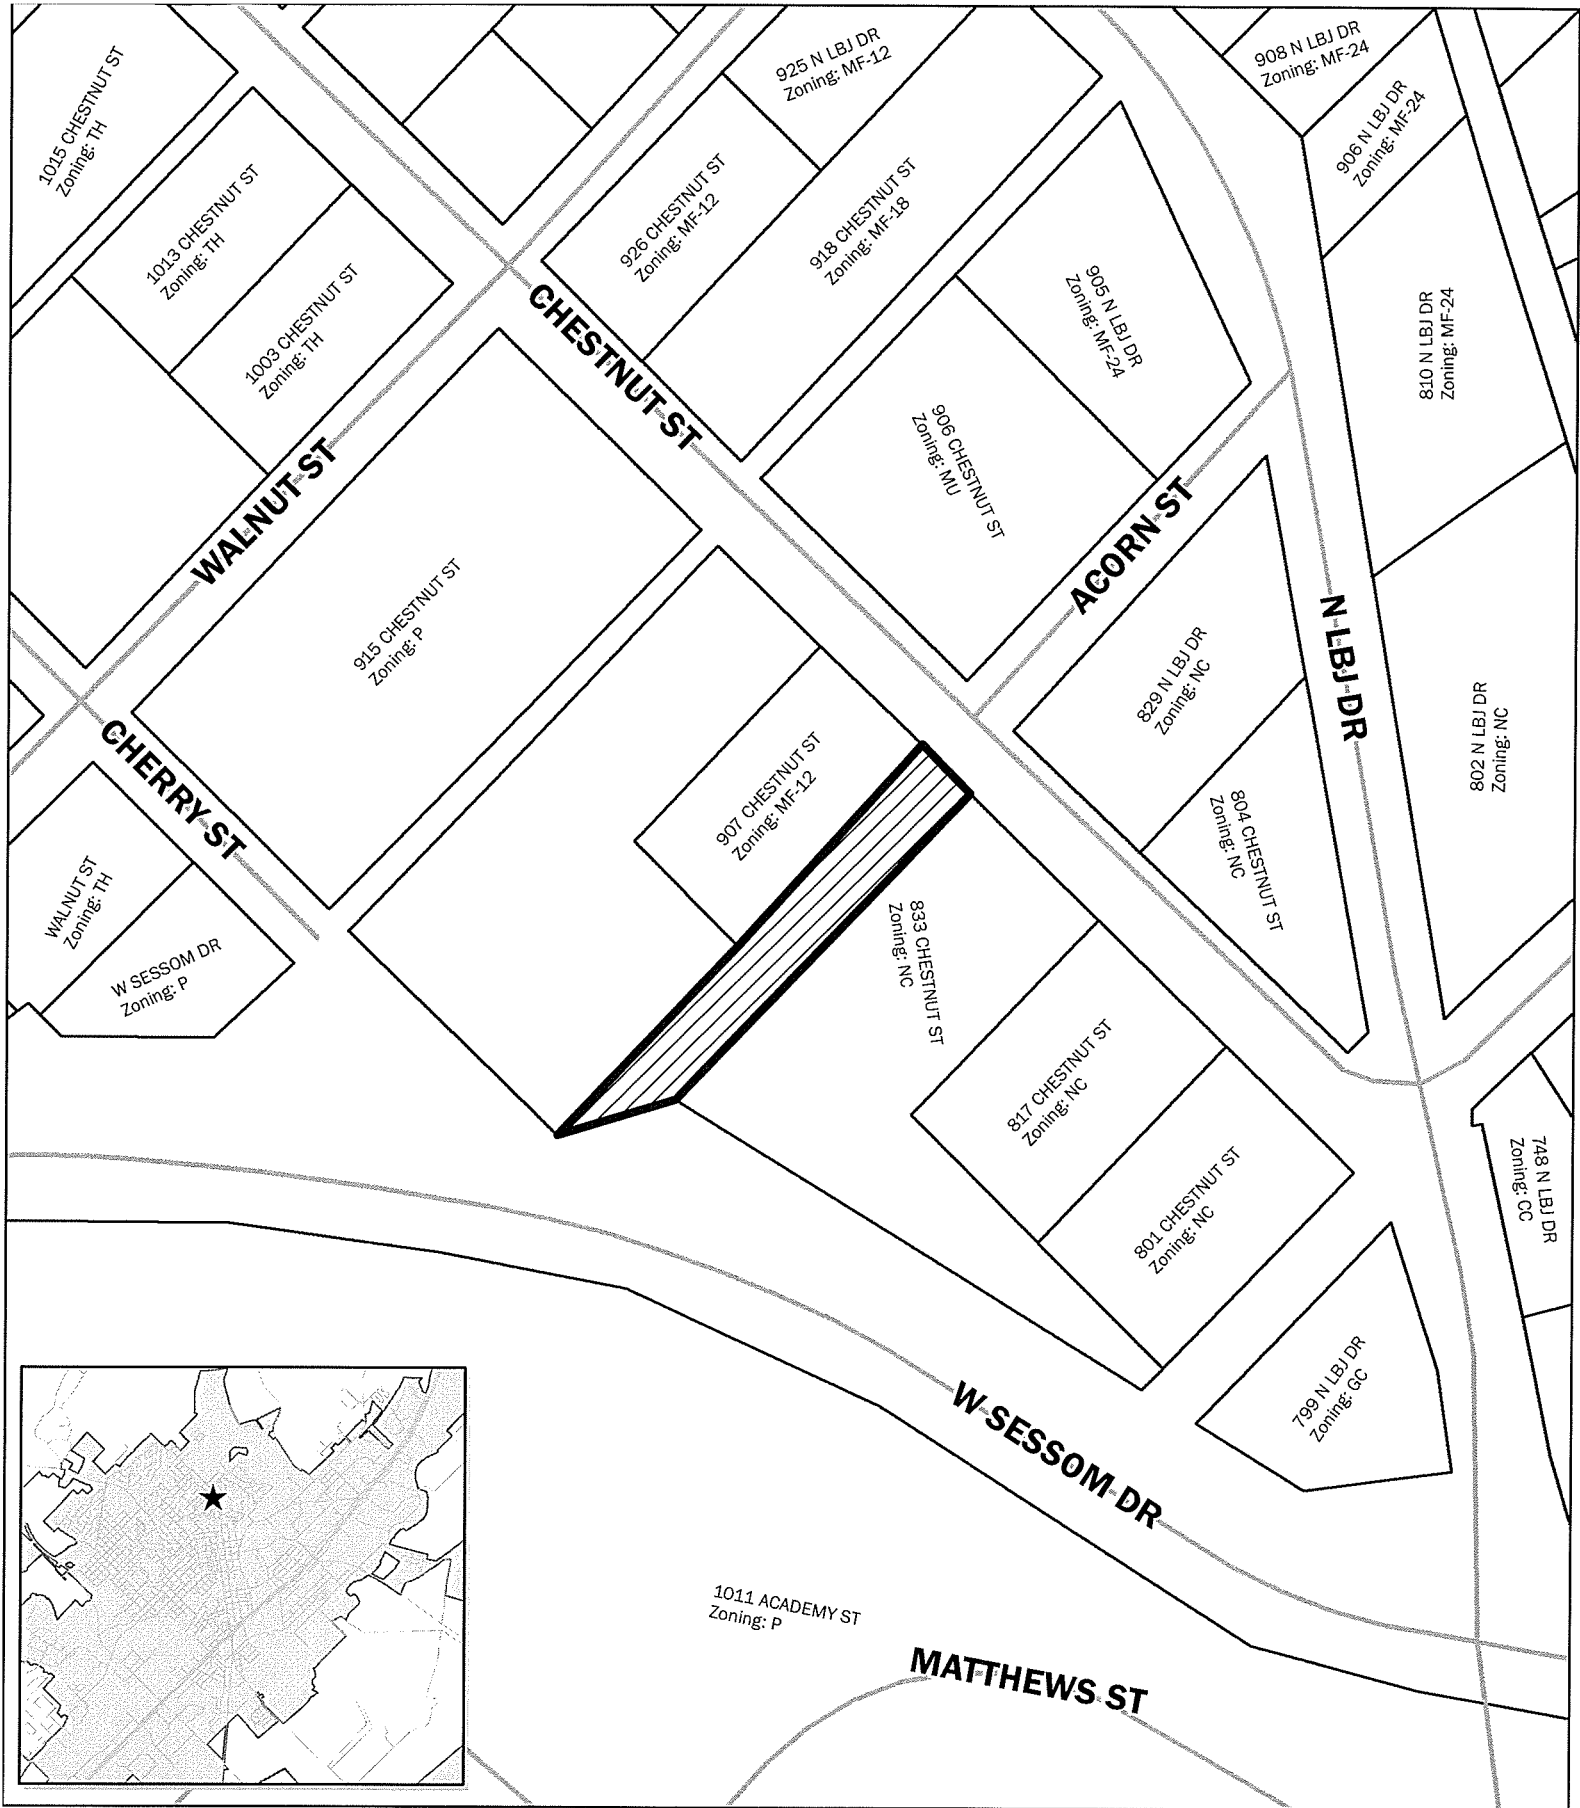 925 N LBJ DR
Zoning: MF-12
908 N LBJ DR
Zoning: MF-24
1015 CHESTNUT ST
Zoning: TH
906 N LBJ DR
Zoning: MF-24
1013 CHESTNUT ST
Zoning: TH
926 CHESTNUT ST
Zoning: MF-12
918 CHESTNUT ST
Zoning: MF-18
1003 CHESTNUT ST
Zoning: TH
905 N LBJ DR
Zoning: MF-24
810 N LBJ DR
Zoning: MF-24
CHESTNUT ST
906 CHESTNUT ST
Zoning: MU
WALNUT ST
ACORN ST
915 CHESTNUT ST
Zoning: P
N LBJ DR
829 N LBJ DR
Zoning: NC
802 N LBJ DR
Zoning: NC
CHERRY ST
907 CHESTNUT ST
Zoning: MF-12
804 CHESTNUT ST
Zoning: NC
WALNUT ST
Zoning: TH
833 CHESTNUT ST
Zoning: NC
W SESSOM DR
Zoning: P
817 CHESTNUT ST
Zoning: NC
748 N LBJ DR
Zoning: CC
801 CHESTNUT ST
Zoning: NC
799 N LBJ DR
Zoning: GC
W SESSOM DR
1011 ACADEMY ST
Zoning: P
MATTHEWS ST